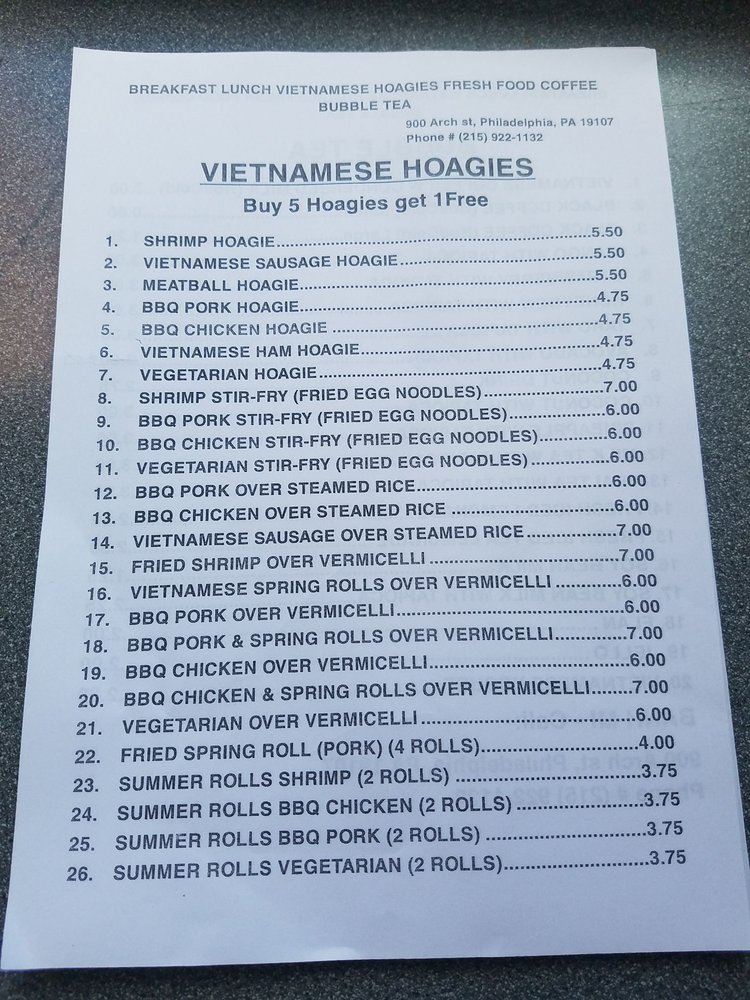 BREAKFAST LUNCH VIETNAMESE HOAGIES FRESH FOOD COFFEE
BUBBLE TEA
900 Arch st, Philadelphia, PA 19107
Phone # (215) 922-1132
VIETNAMESE HOAGIES
Buy 5 Hoagies get 1Free
1. SHRIMP HOAGIE..........................................................5.50
2. VIETNAMESE SAUSAGE HOAGIE....................................5.50
3. MEATBALL HOAGIE......................................................5.50
4. BBQ PORK HOAGIE......................................................4.75
5. BBQ CHICKEN HOAGIE ..................................................4.75
6. VIETNAMESE HAM HOAGIE............................................4.75
7. VEGETARIAN HOAGIE...................................................4.75
8. SHRIMP STIR-FRY (FRIED EGG NOODLES).......................7.00
9. BBQ PORK STIR-FRY (FRIED EGG NOODLES)..................6.00
10. BBQ CHICKEN STIR-FRY (FRIED EGG NOODLES).............6.00
11. VEGETARIAN STIR-FRY (FRIED EGG NOODLES)...............6.00
12. BBQ PORK OVER STEAMED RICE....................................6.00
13. BBQ CHICKEN OVER STEAMED RICE ..............................6.00
14. VIETNAMESE SAUSAGE OVER STEAMED RICE.................7.00
15. FRIED SHRIMP OVER VERMICELLI..................................7.00
16. VIETNAMESE SPRING ROLLS OVER VERMICELLI............6.00
17. BBQ PORK OVER VERMICELLI.........................................6.00
18. BBQ PORK & SPRING ROLLS OVER VERMICELLI.............7.00
19. BBQ CHICKEN OVER VERMICELLI...................................6.00
20. BBQ CHICKEN & SPRING ROLLS OVER VERMICELLI.......7.00
21. VEGETARIAN OVER VERMICELLI.....................................6.00
22. FRIED SPRING ROLL (PORK) (4 ROLLS)...........................4.00
23. SUMMER ROLLS SHRIMP (2 ROLLS) ...............................3.75
24. SUMMER ROLLS BBQ CHICKEN (2 ROLLS)......................3.75
25. SUMMER ROLLS BBQ PORK (2 ROLLS) ..........................3.75
26. SUMMER ROLLS VEGETARIAN (2 ROLLS).......................3.75